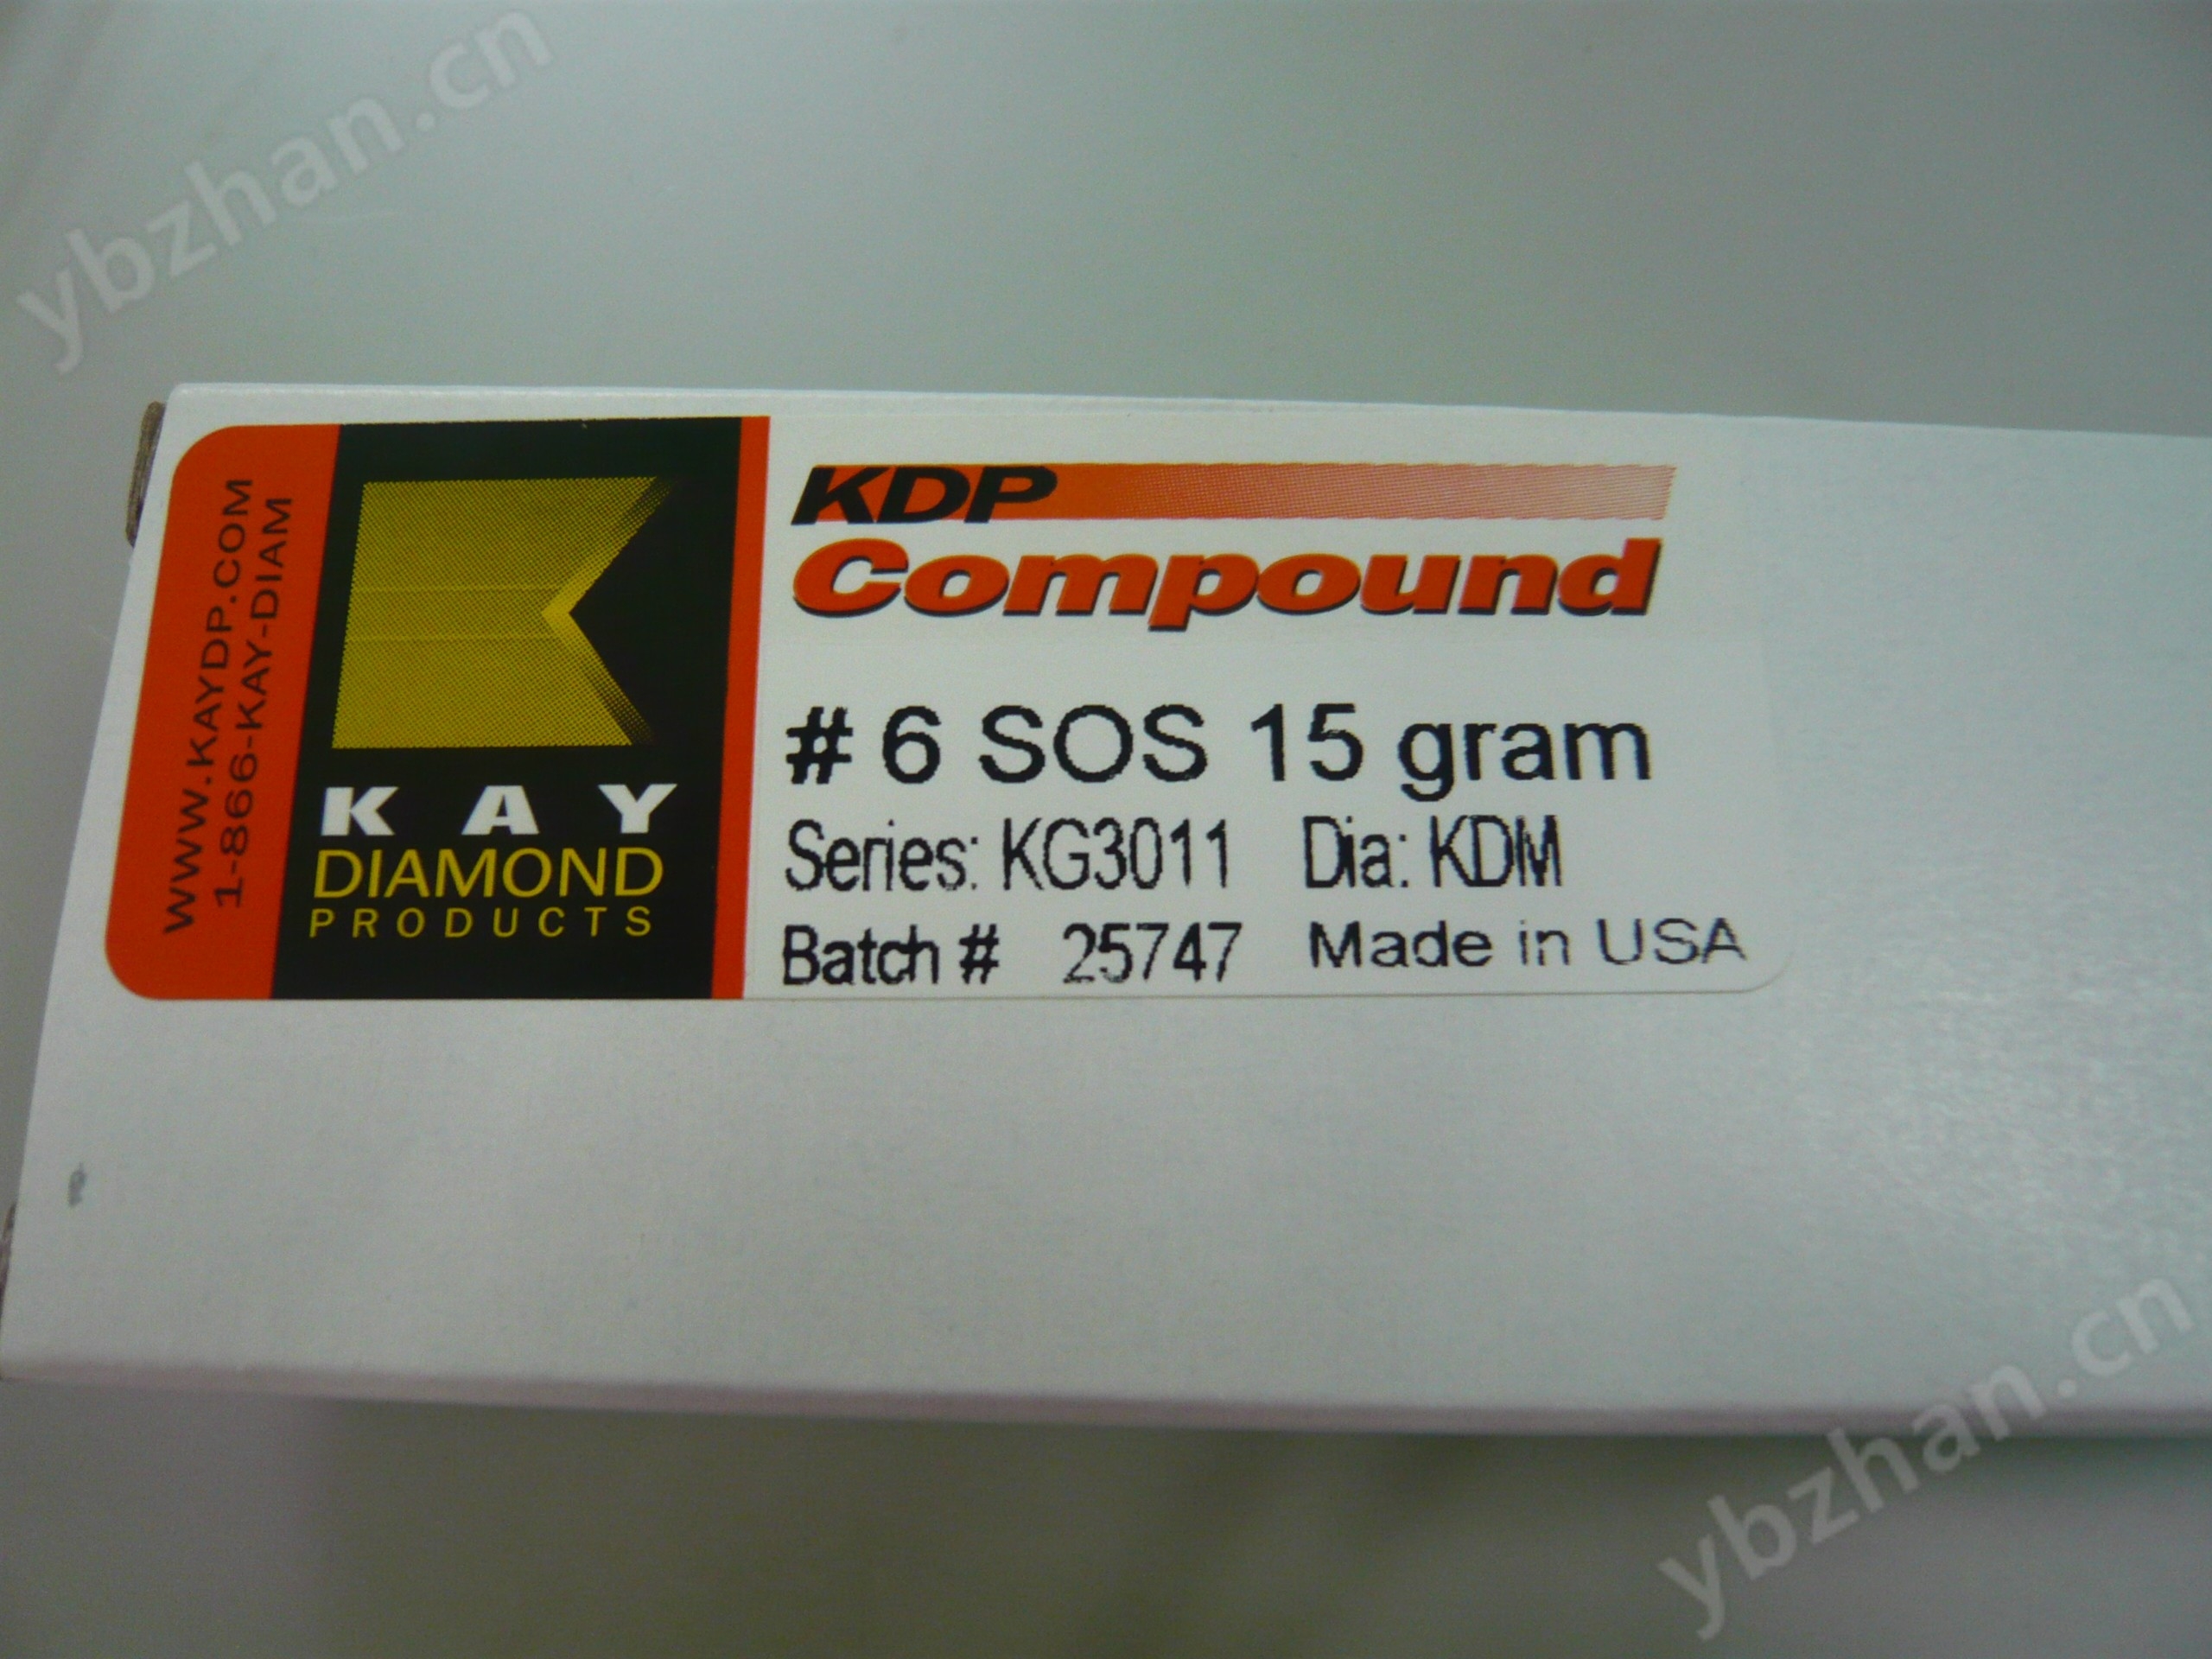 ybzhan.cn
WWW.KAYDP.COM
1-866-KAY-DIAM
KAY
DIAMOND
PRODUCTS
KDP
Compound
# 6 SOS 15 gram
Series: KG3011 Dia: KDM
Batch # 25747 Made in USA
ybzhan.cn